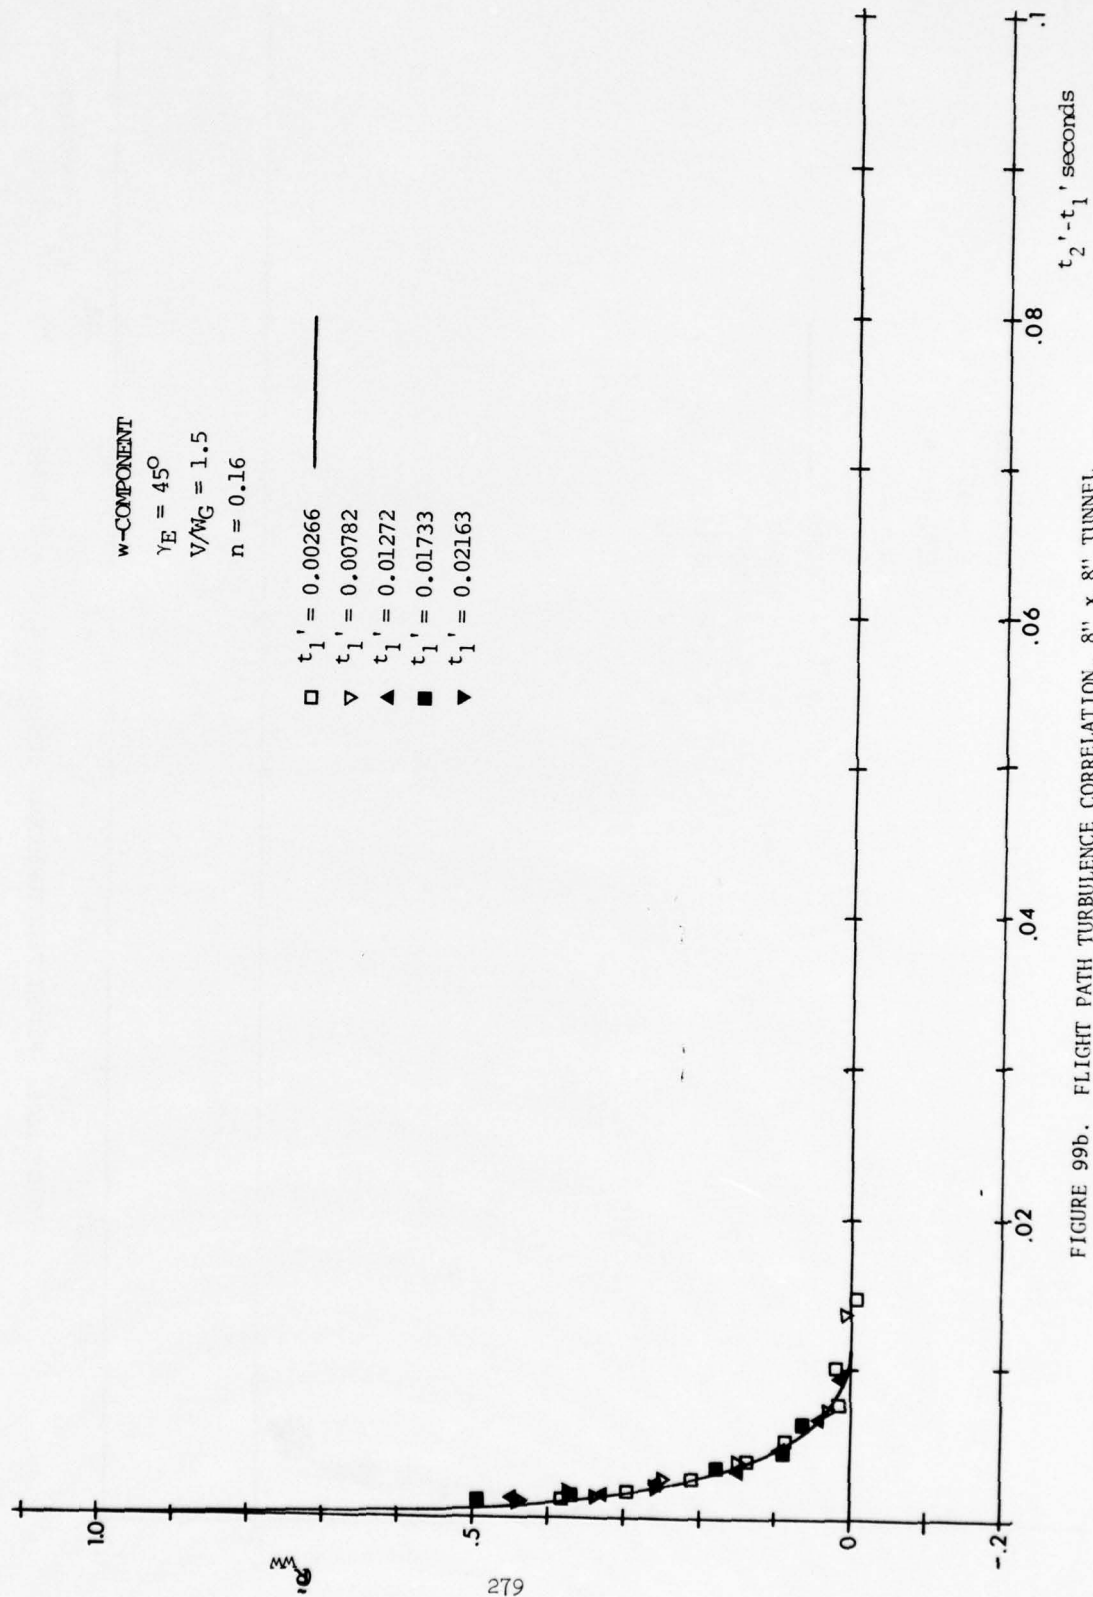 w-COMPONENT
γE = 45°
V/WG = 1.5
n = 0.16
□ t1' = 0.00266
▽ t1' = 0.00782
▲ t1' = 0.01272
■ t1' = 0.01733
▼ t1' = 0.02163
1.0
.5
0
-.2
.02
.04
.06
.08
.1
t2'-t1' seconds
FIGURE 99b. FLIGHT PATH TURBULENCE CORRELATION 8" x 8" TUNNEL
279